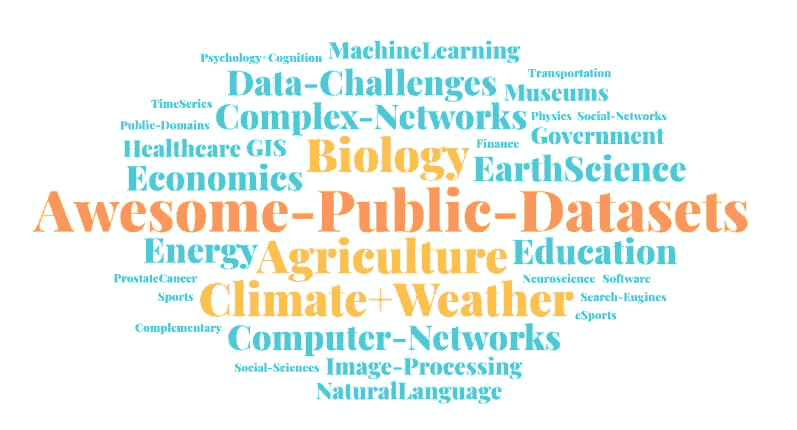 MachineLearning
Psychology+Cognition
Data-Challenges
Transportation
Museums
TimeSeries
Complex-Networks
Physics
Social-Networks
Public-Domains
Government
Healthcare
GIS
Biology
Finance
EarthScience
Economics
Awesome-Public-Datasets
Energy
Agriculture
Education
ProstateCancer
Neuroscience
Software
Sports
Climate+Weather
Search-Engines
eSports
Complementary
Computer-Networks
Social-Sciences
Image-Processing
NaturalLanguage